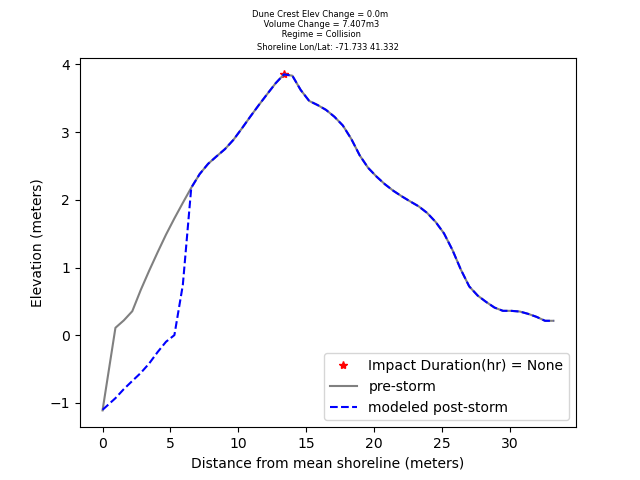 Dune Crest Elev Change = 0.0m
Volume Change = 7.407m3
Regime = Collision
Shoreline Lon/Lat: -71.733 41.332
4
3
2
1
0
−1
Elevation (meters)
Impact Duration(hr) = None
pre-storm
modeled post-storm
0 5 10 15 20 25 30
Distance from mean shoreline (meters)